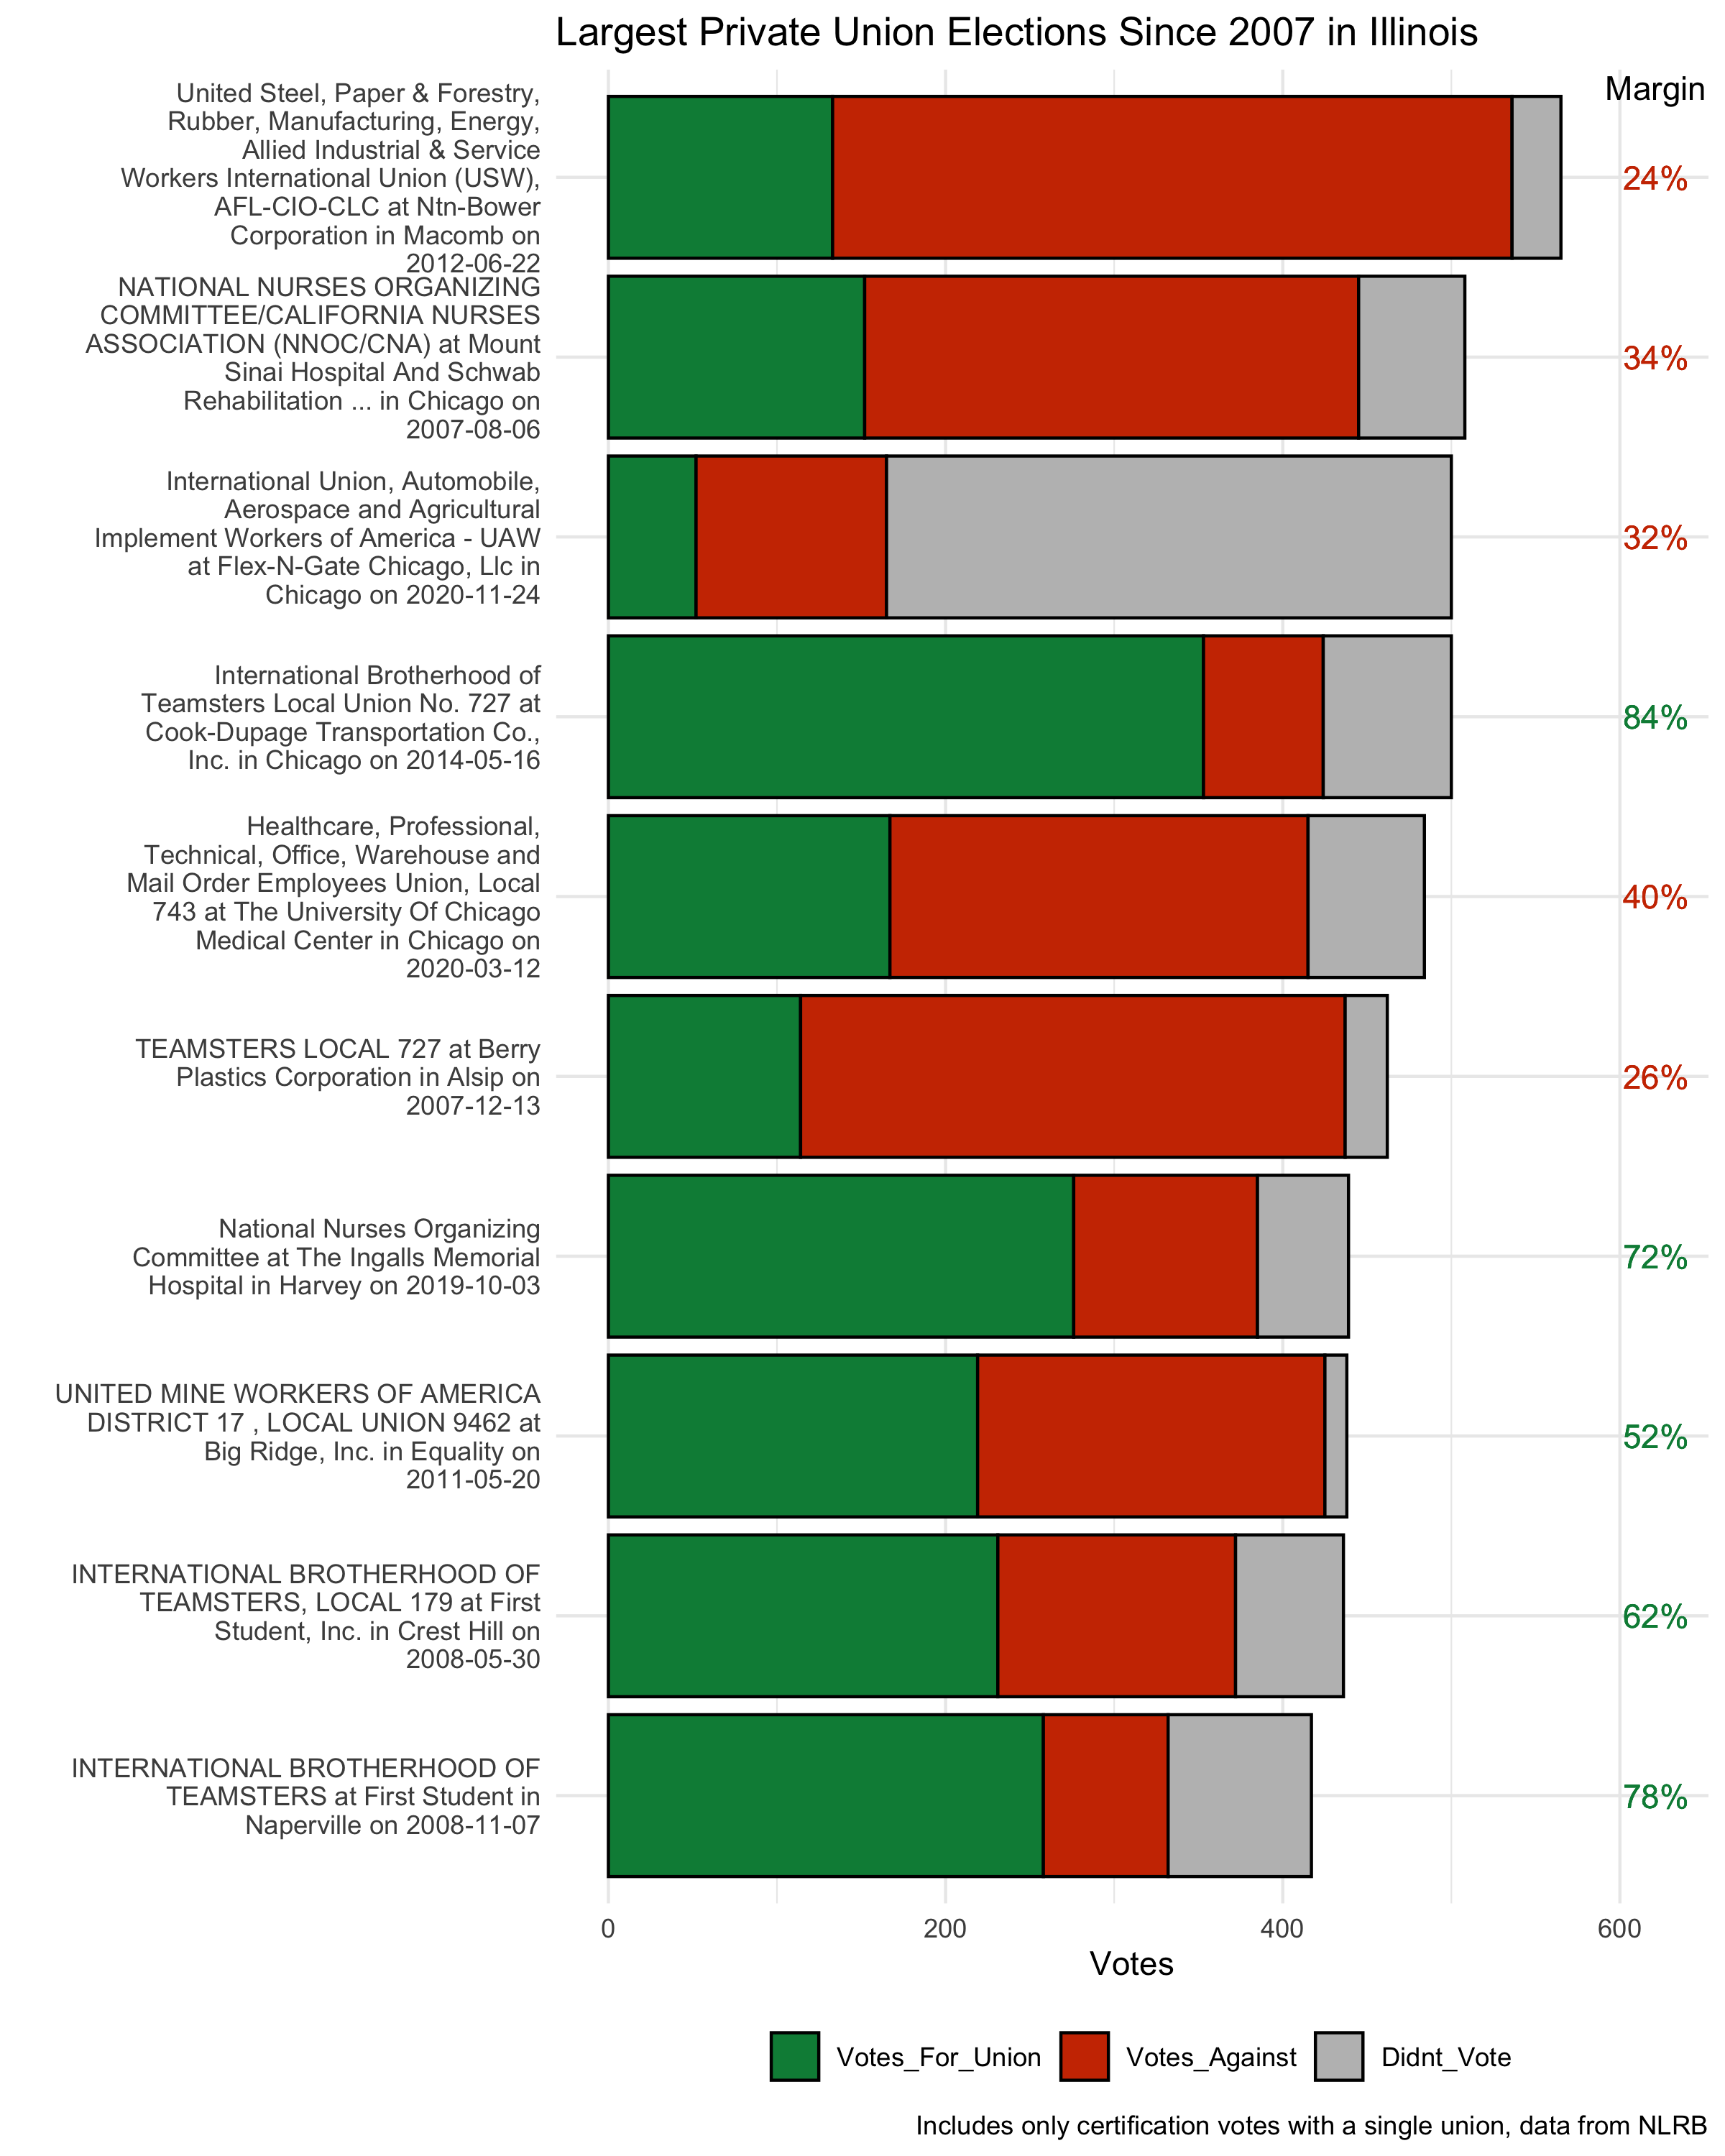 Largest Private Union Elections Since 2007 in Illinois
Margin
United Steel, Paper & Forestry,
Rubber, Manufacturing, Energy,
Allied Industrial & Service
Workers International Union (USW),
AFL-CIO-CLC at Ntn-Bower
Corporation in Macomb on
2012-06-22
24%
NATIONAL NURSES ORGANIZING
COMMITTEE/CALIFORNIA NURSES
ASSOCIATION (NNOC/CNA) at Mount
Sinai Hospital And Schwab
Rehabilitation ... in Chicago on
2007-08-06
34%
International Union, Automobile,
Aerospace and Agricultural
Implement Workers of America - UAW
at Flex-N-Gate Chicago, Llc in
Chicago on 2020-11-24
32%
International Brotherhood of
Teamsters Local Union No. 727 at
Cook-Dupage Transportation Co.,
Inc. in Chicago on 2014-05-16
84%
Healthcare, Professional,
Technical, Office, Warehouse and
Mail Order Employees Union, Local
743 at The University Of Chicago
Medical Center in Chicago on
2020-03-12
40%
TEAMSTERS LOCAL 727 at Berry
Plastics Corporation in Alsip on
2007-12-13
26%
National Nurses Organizing
Committee at The Ingalls Memorial
Hospital in Harvey on 2019-10-03
72%
UNITED MINE WORKERS OF AMERICA
DISTRICT 17 , LOCAL UNION 9462 at
Big Ridge, Inc. in Equality on
2011-05-20
52%
INTERNATIONAL BROTHERHOOD OF
TEAMSTERS, LOCAL 179 at First
Student, Inc. in Crest Hill on
2008-05-30
62%
INTERNATIONAL BROTHERHOOD OF
TEAMSTERS at First Student in
Naperville on 2008-11-07
78%
0 200 400 600
Votes
Votes_For_Union Votes_Against Didnt_Vote
Includes only certification votes with a single union, data from NLRB